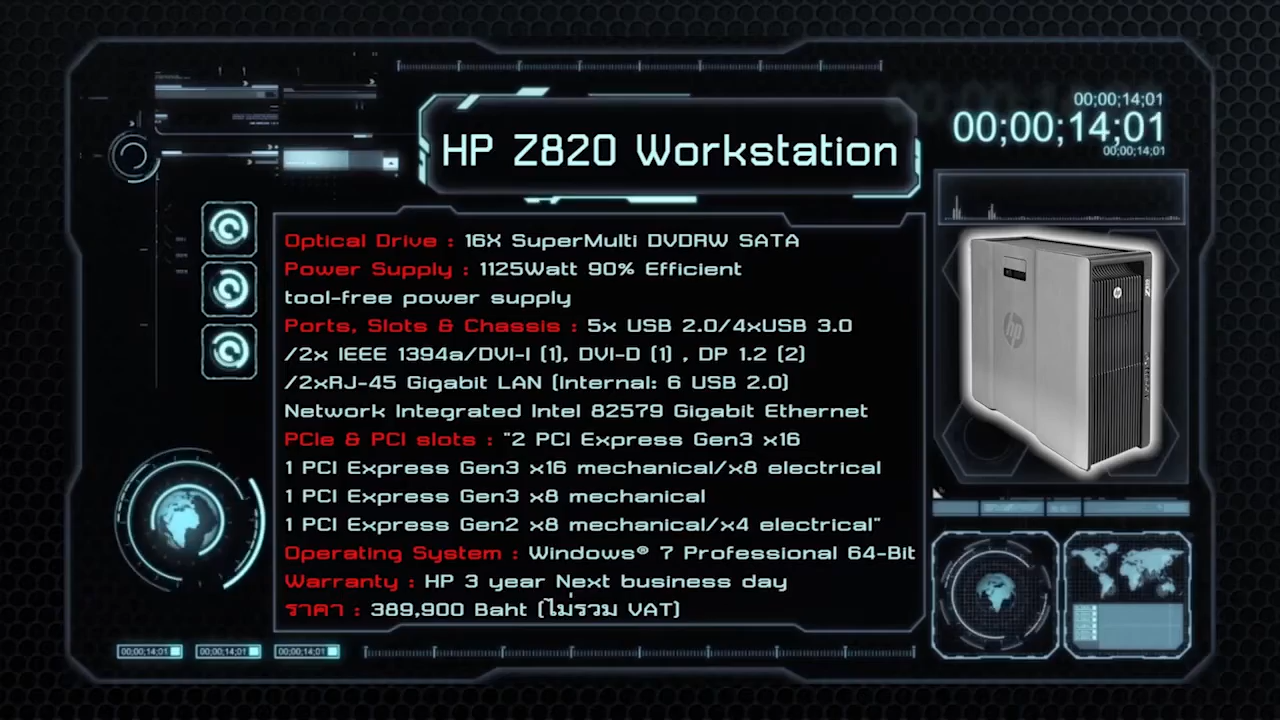 00;00;14;01
00;00;14;01
00;00;14;01
HP Z820 Workstation
Optical Drive : 16X SuperMulti DVDRW SATA
Power Supply : 1125Watt 90% Efficient
tool-free power supply
Ports, Slots & Chassis : 5x USB 2.0/4xUSB 3.0
/2x IEEE 1394a/DVI-I (1), DVI-D (1) , DP 1.2 (2)
/2xRJ-45 Gigabit LAN (Internal: 6 USB 2.0)
Network Integrated Intel 82579 Gigabit Ethernet
PCIe & PCI slots : "2 PCI Express Gen3 x16
1 PCI Express Gen3 x16 mechanical/x8 electrical
1 PCI Express Gen3 x8 mechanical
1 PCI Express Gen2 x8 mechanical/x4 electrical"
Operating System : Windows® 7 Professional 64-Bit
Warranty : HP 3 year Next business day
ราคา : 389,900 Baht (ไม่รวม VAT)
hp
00;00;14;01
00;00;14;01
00;00;14;01